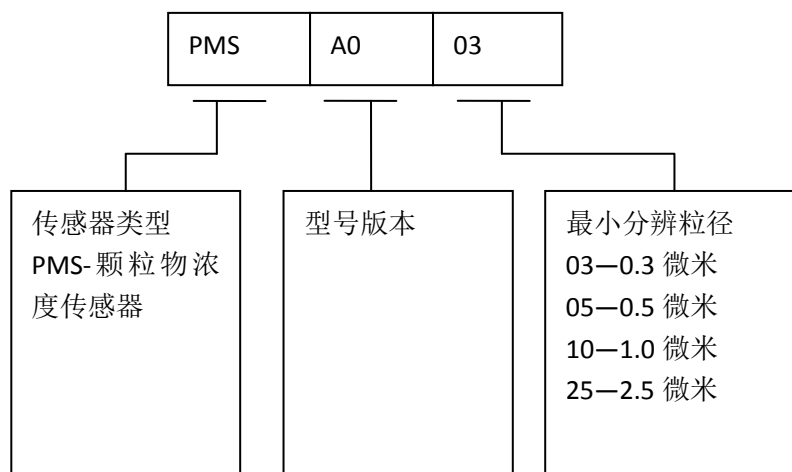 PMS A0 03
传感器类型
PMS-颗粒物浓
度传感器
型号版本
最小分辨粒径
03—0.3 微米
05—0.5 微米
10—1.0 微米
25—2.5 微米